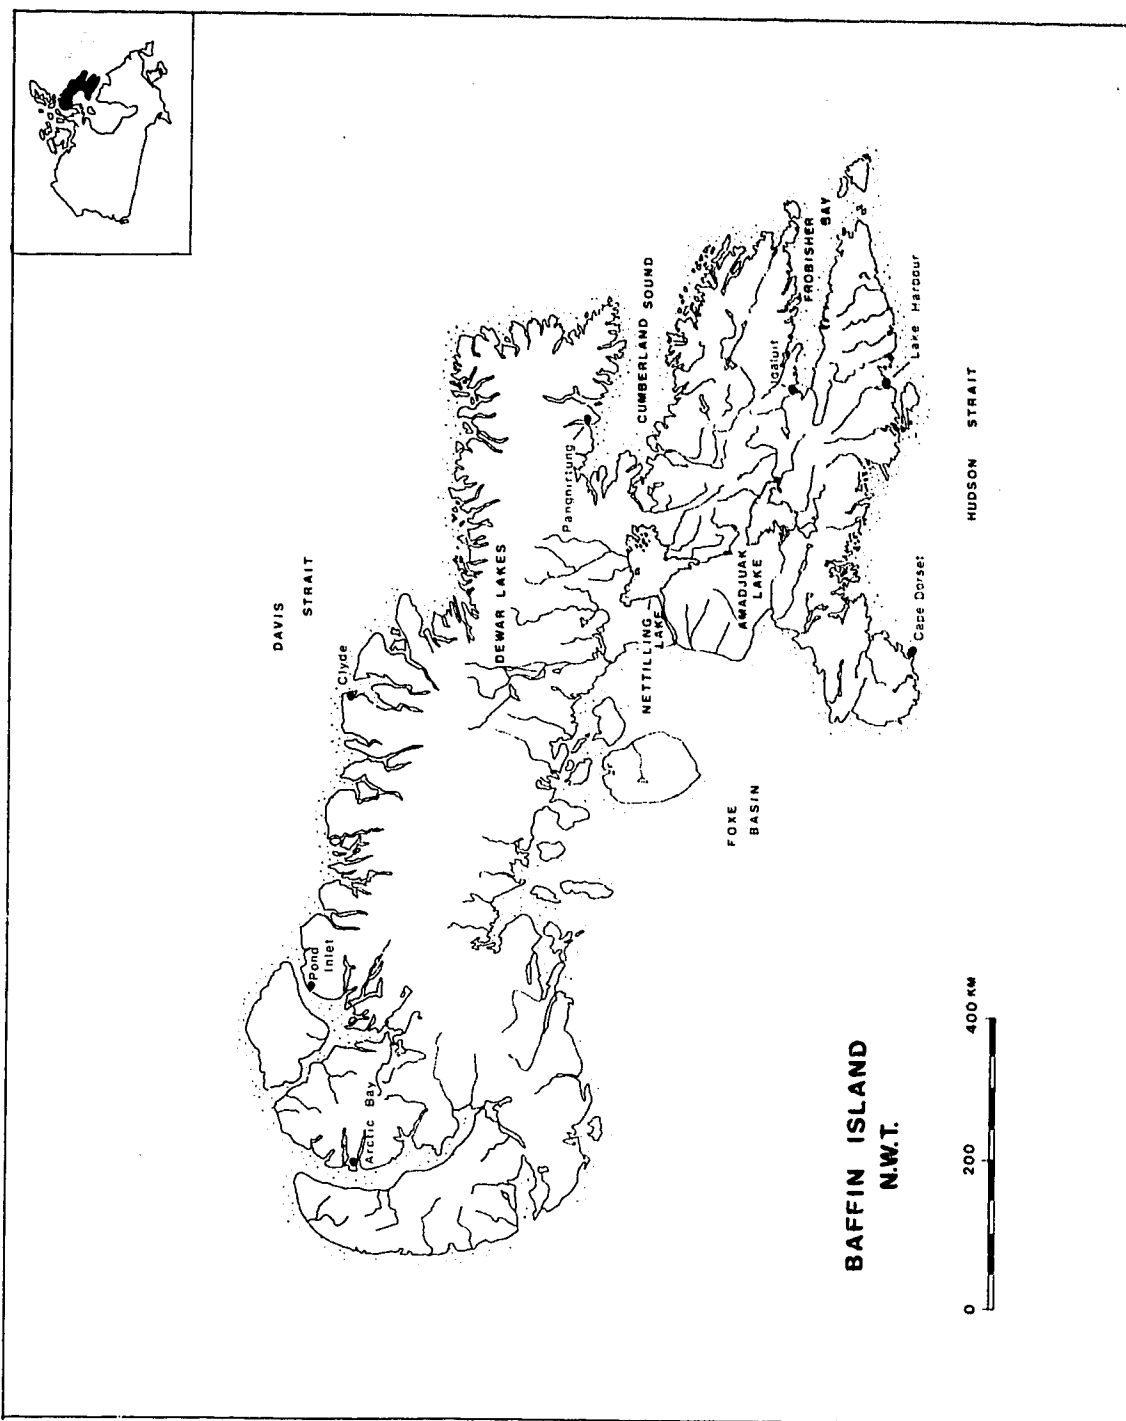 DAVIS
STRAIT
Pond
Inlet
Clyde
Arctic Bay
DEWAR LAKES
Pangnirtung
CUMBERLAND SOUND
NETTILLING
LAKE
FOXE
BASIN
AMADJUAK
LAKE
Iqaluit
FROBISHER
BAY
Lake Harbour
Cape Dorset
HUDSON STRAIT
BAFFIN ISLAND
N.W.T.
0 200 400 KM